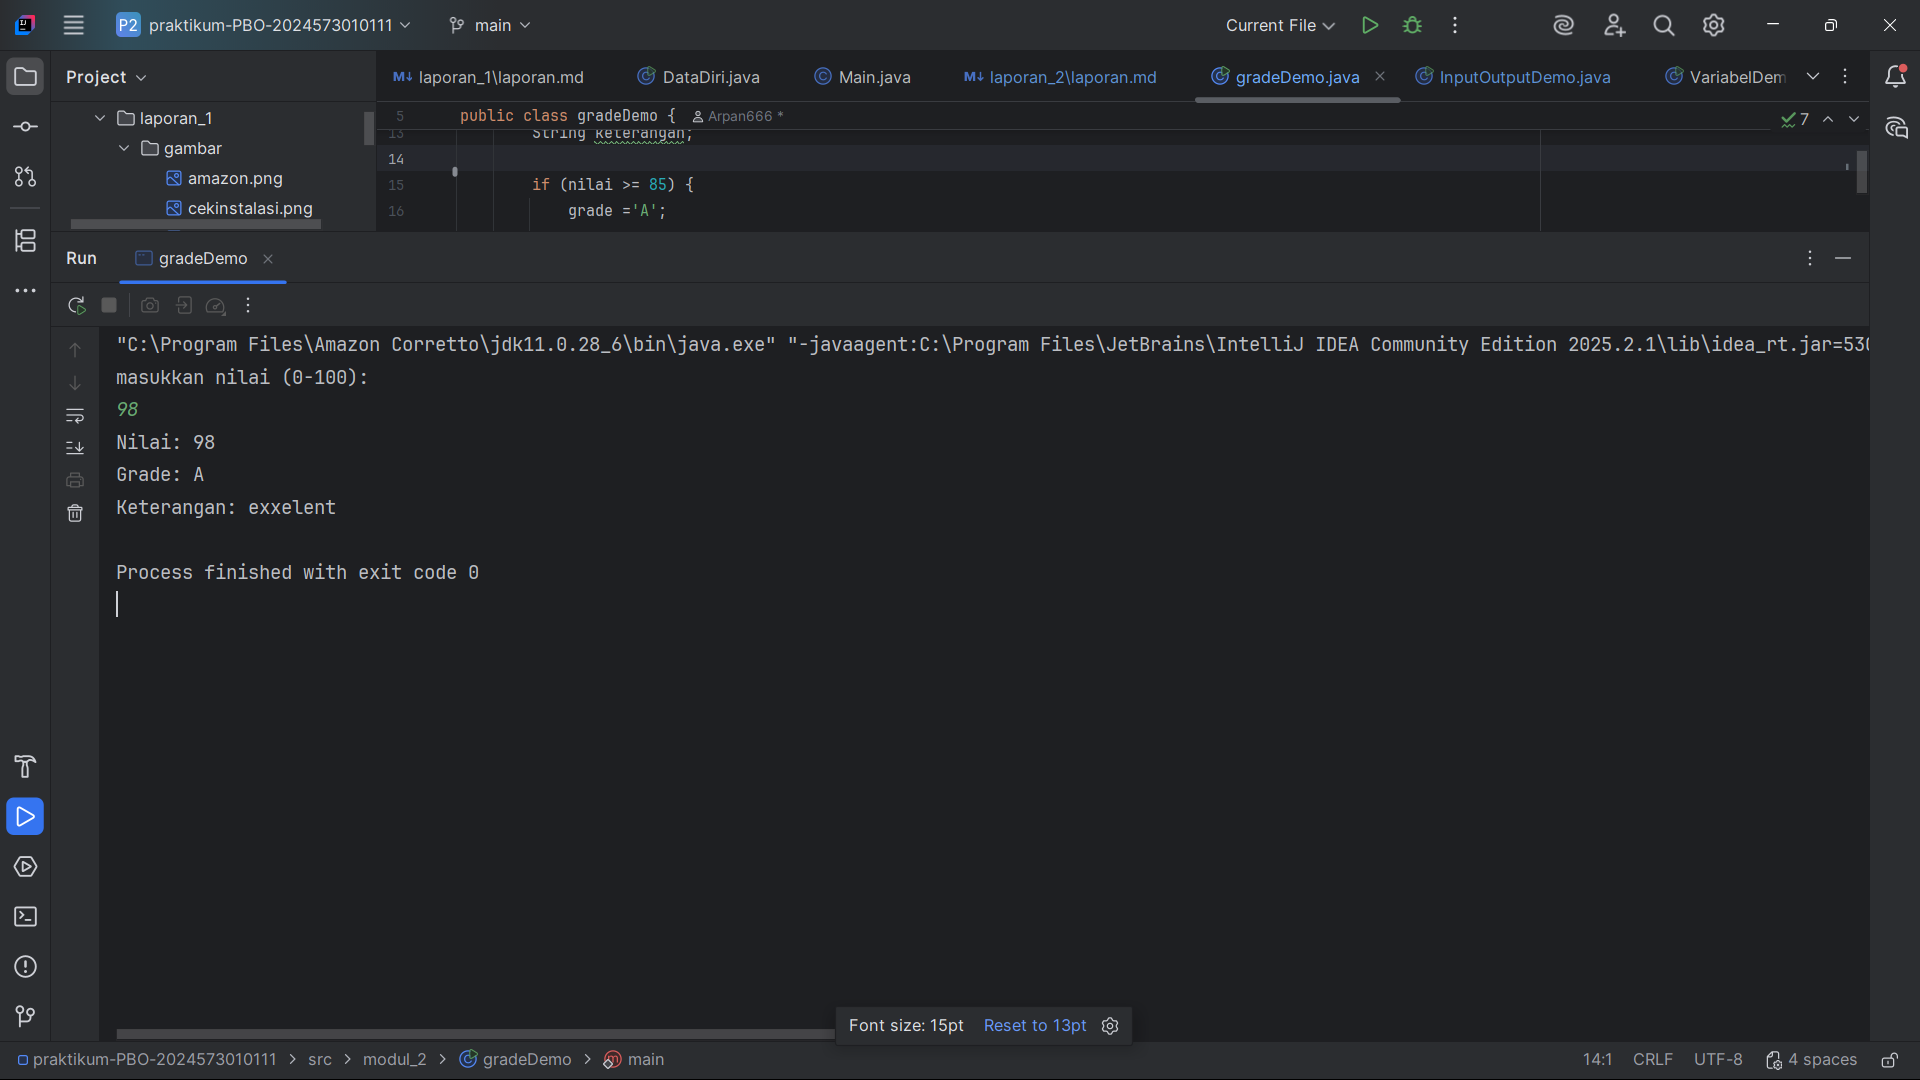 P2 praktikum-PBO-2024573010111 main Current File
Project laporan_1\laporan.md DataDiri.java Main.java laporan_2\laporan.md gradeDemo.java InputOutputDemo.java VariabelDem
laporan_1
gambar
amazon.png
cekinstalasi.png
5 public class gradeDemo { Arpan666 * 7
13 String keterangan;
14
15 if (nilai >= 85) {
16 grade ='A';
Run gradeDemo
"C:\Program Files\Amazon Corretto\jdk11.0.28_6\bin\java.exe" "-javaagent:C:\Program Files\JetBrains\IntelliJ IDEA Community Edition 2025.2.1\lib\idea_rt.jar=530
masukkan nilai (0-100):
98
Nilai: 98
Grade: A
Keterangan: exxelent
Process finished with exit code 0
Font size: 15pt Reset to 13pt
praktikum-PBO-2024573010111 > src > modul_2 > gradeDemo > main 14:1 CRLF UTF-8 4 spaces